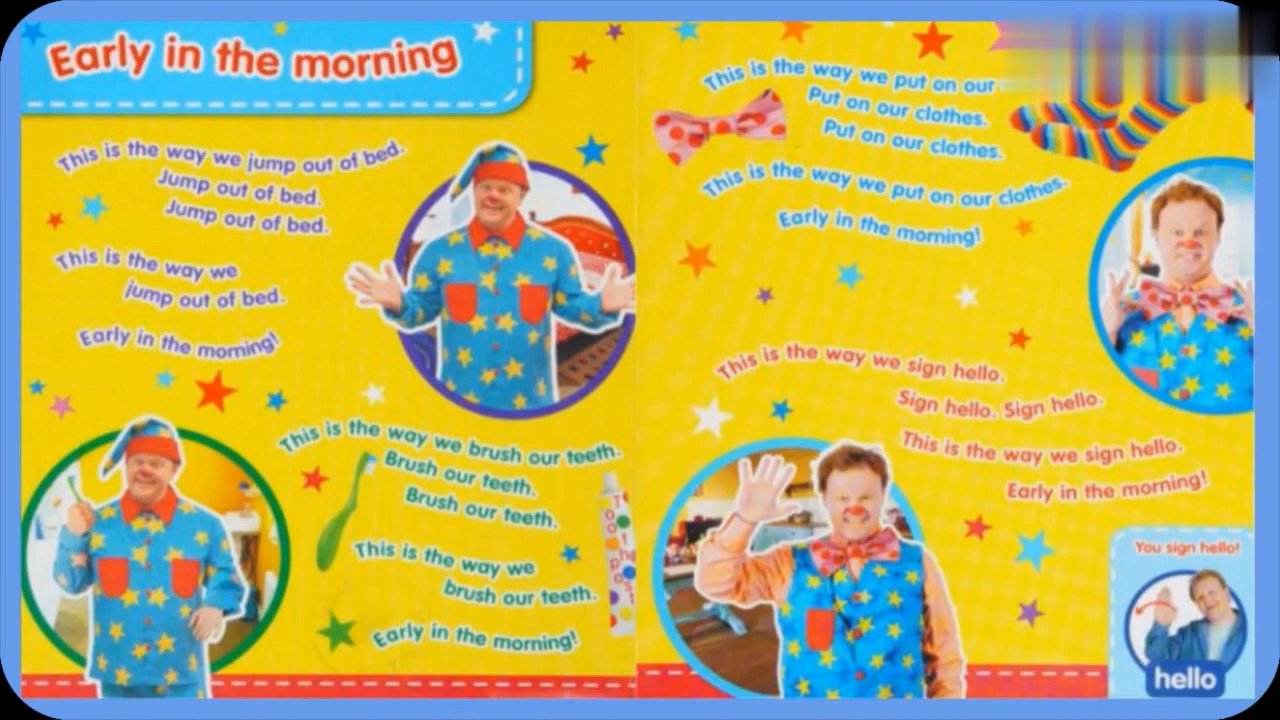 Early in the morning
This is the way we jump out of bed.
Jump out of bed.
Jump out of bed.
This is the way we
jump out of bed.
Early in the morning!
This is the way we brush our teeth.
Brush our teeth.
Brush our teeth.
This is the way we
brush our teeth.
Early in the morning!
This is the way we put on our
Put on our clothes.
Put on our clothes.
This is the way we put on our clothes.
Early in the morning!
This is the way we sign hello.
Sign hello. Sign hello.
This is the way we sign hello.
Early in the morning!
You sign hello!
hello